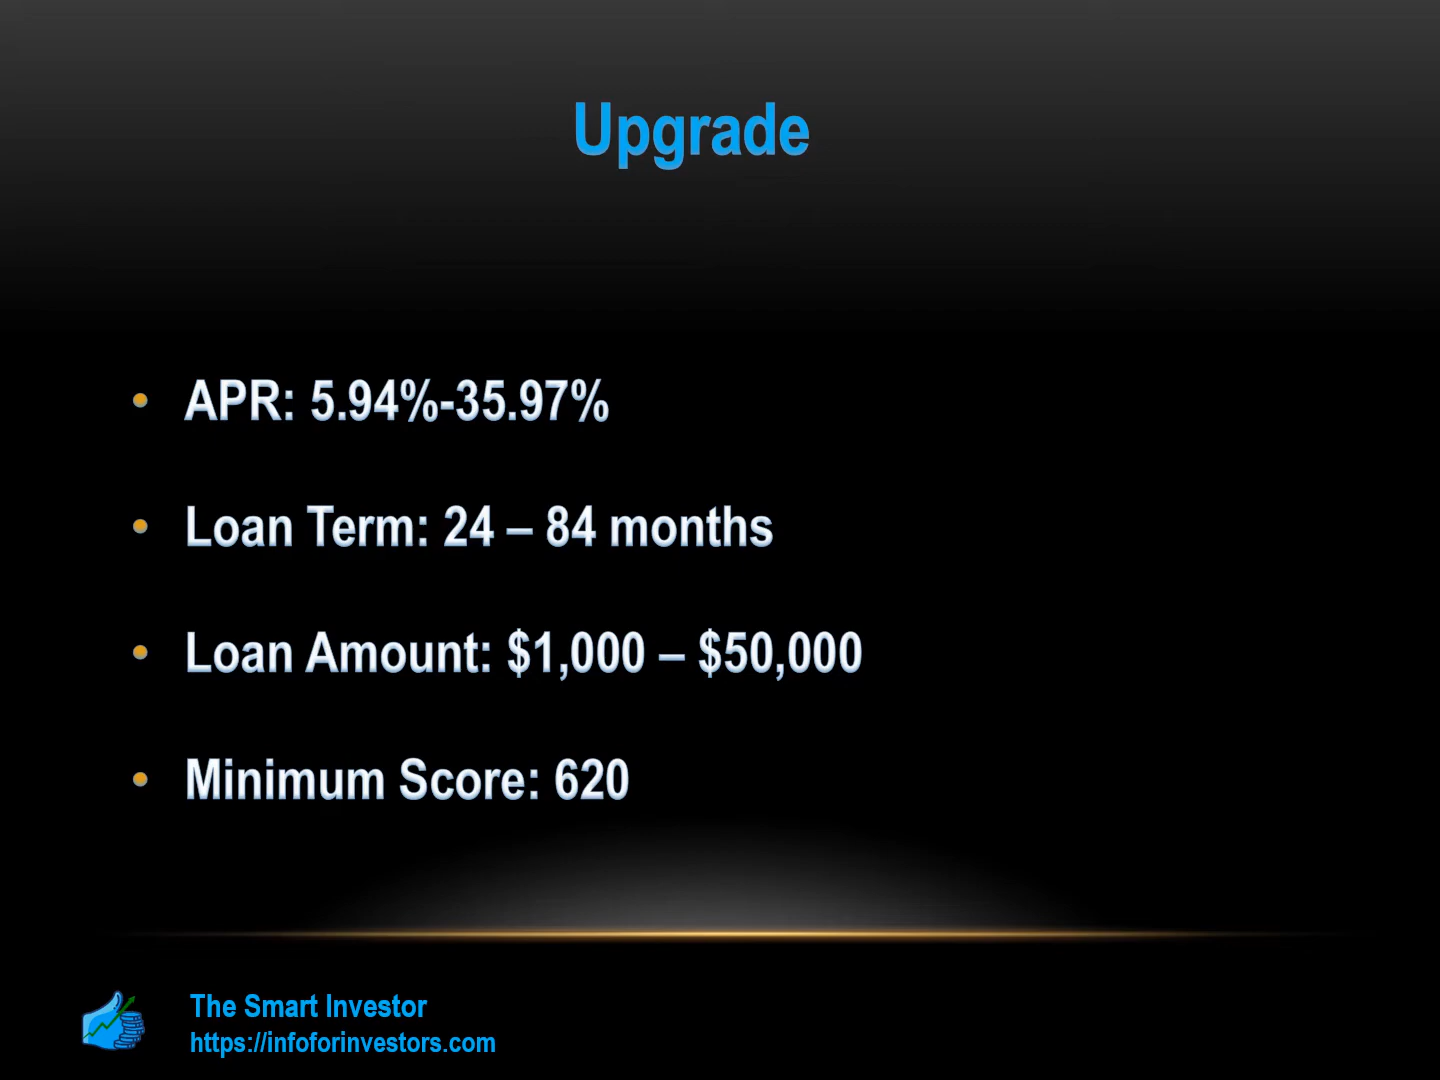 Upgrade
• APR: 5.94%-35.97%
• Loan Term: 24 – 84 months
• Loan Amount: $1,000 – $50,000
• Minimum Score: 620
The Smart Investor
https://infoforinvestors.com